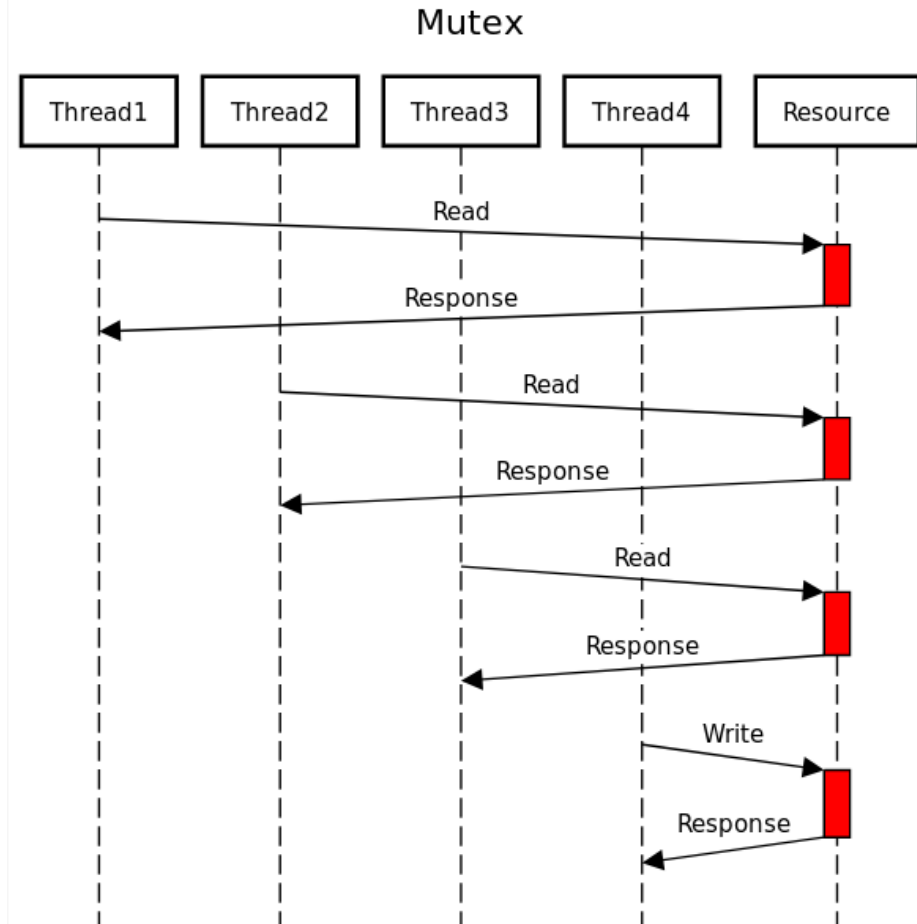 Mutex
Thread1 Thread2 Thread3 Thread4 Resource
Read
Response
Read
Response
Read
Response
Write
Response